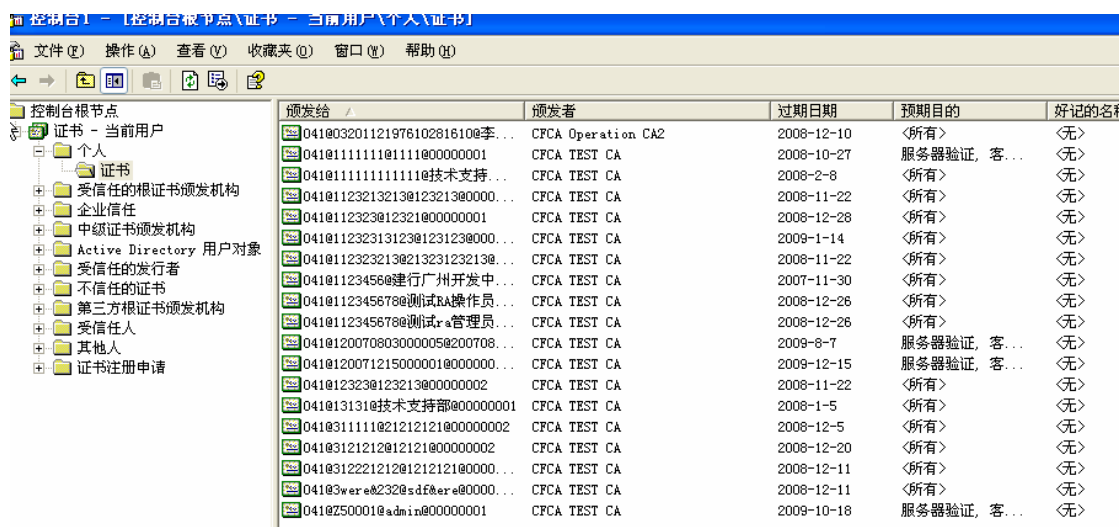 控制台1 - [控制台根节点\证书 - 当前用户\个人\证书]
文件(F) 操作(A) 查看(V) 收藏夹(O) 窗口(W) 帮助(H)
控制台根节点
证书 - 当前用户
个人
证书
受信任的根证书颁发机构
企业信任
中级证书颁发机构
Active Directory 用户对象
受信任的发行者
不信任的证书
第三方根证书颁发机构
受信任人
其他人
证书注册申请
颁发给 颁发者 过期日期 预期目的 好记的名称
041@0320112197610281610@李... CFCA Operation CA2 2008-12-10 <所有> <无>
041@1111111@1111@00000001 CFCA TEST CA 2008-10-27 服务器验证, 客... <无>
041@111111111111@技术支持... CFCA TEST CA 2008-2-8 <所有> <无>
041@1123213213@123213@0000... CFCA TEST CA 2008-11-22 <所有> <无>
041@112323@12321@00000001 CFCA TEST CA 2008-12-28 <所有> <无>
041@11232313123@123123@000... CFCA TEST CA 2009-1-14 <所有> <无>
041@112323213@21323123213@... CFCA TEST CA 2008-11-22 <所有> <无>
041@1123456@建行广州开发中... CFCA TEST CA 2007-11-30 <所有> <无>
041@112345678@测试RA操作员... CFCA TEST CA 2008-12-26 <所有> <无>
041@112345678@测试ra管理员... CFCA TEST CA 2008-12-26 <所有> <无>
041@1200708030000005@200708... CFCA TEST CA 2009-8-7 服务器验证, 客... <无>
041@120071215000001@000000... CFCA TEST CA 2009-12-15 服务器验证, 客... <无>
041@12323@123213@00000002 CFCA TEST CA 2008-11-22 <所有> <无>
041@13131@技术支持部@00000001 CFCA TEST CA 2008-1-5 <所有> <无>
041@311111@21212121@00000002 CFCA TEST CA 2008-12-5 <所有> <无>
041@3121212@12121@00000002 CFCA TEST CA 2008-12-20 <所有> <无>
041@312221212@1212121@0000... CFCA TEST CA 2008-12-11 <所有> <无>
041@3were&232@sdf&ere@0000... CFCA TEST CA 2008-12-11 <所有> <无>
041@Z50001@admin@00000001 CFCA TEST CA 2009-10-18 服务器验证, 客... <无>